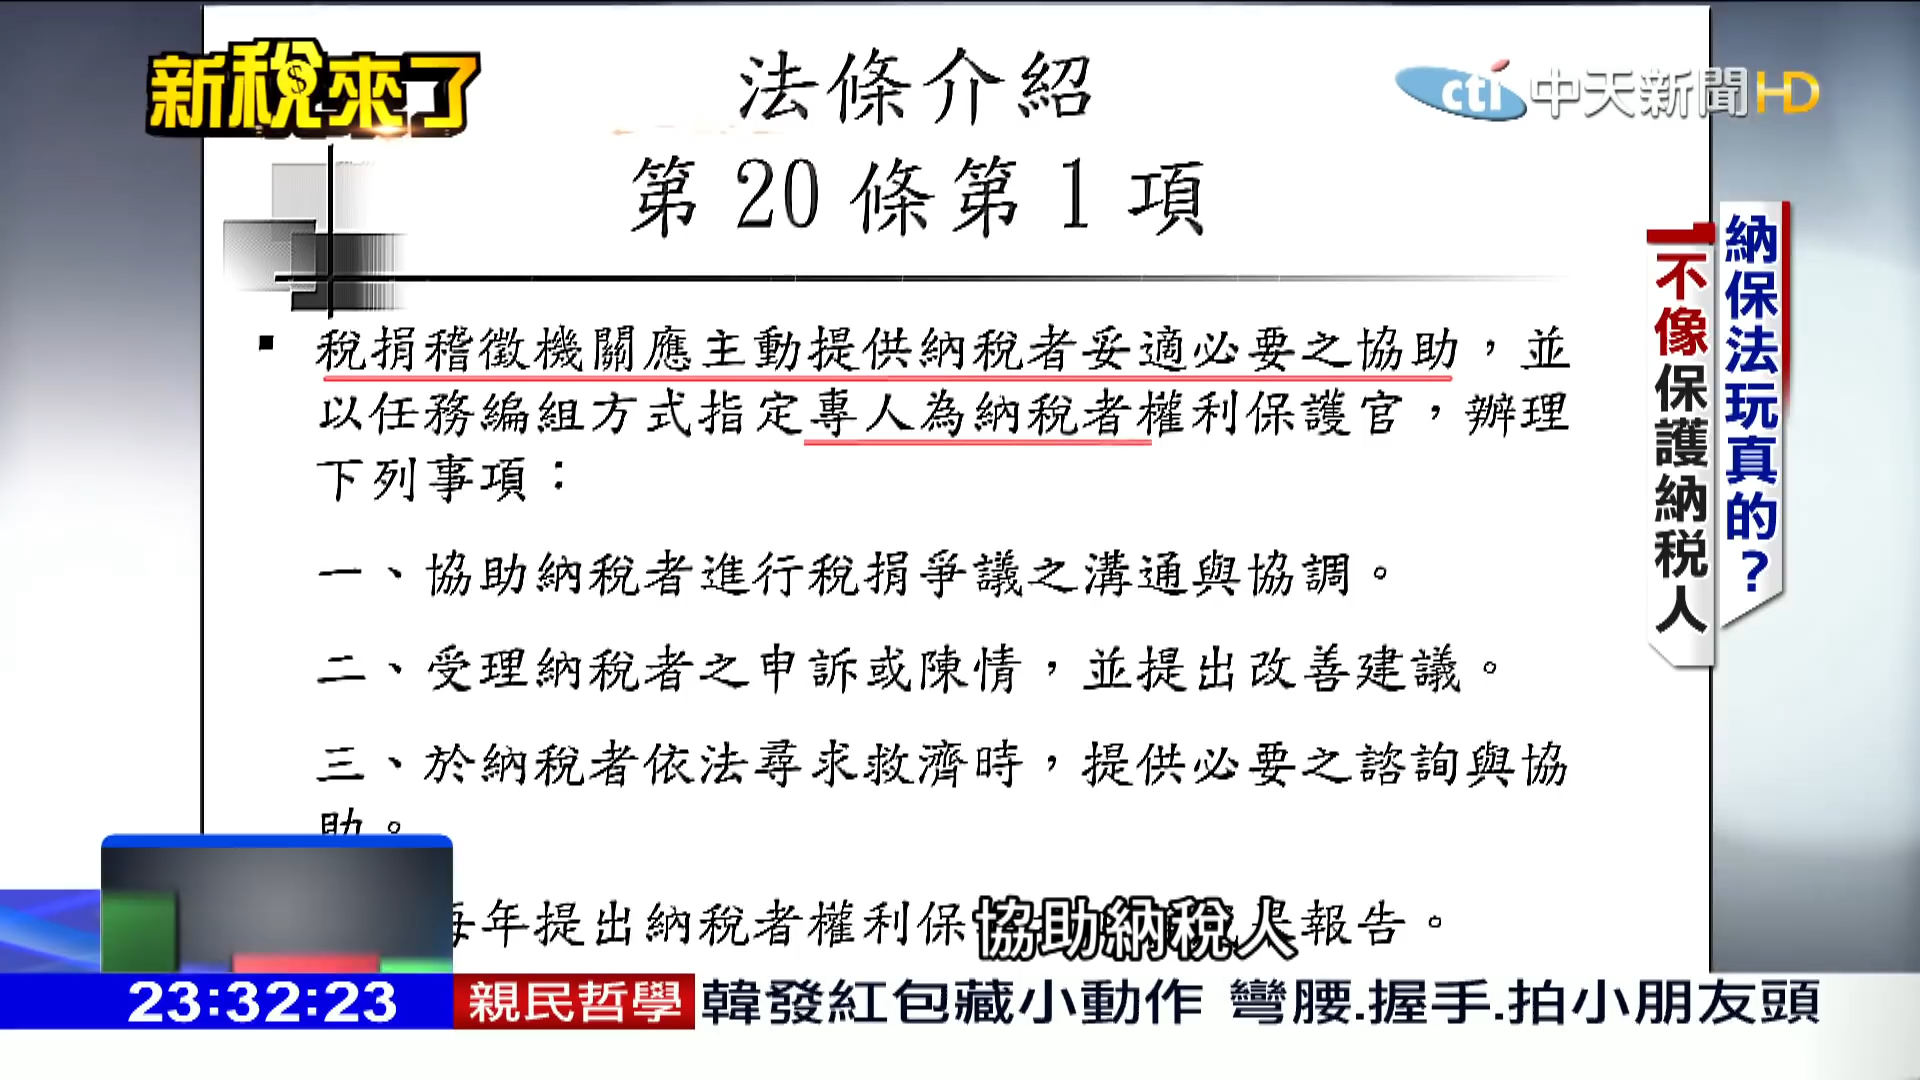 新稅來了
法條介紹
cti 中天新聞HD
第20條第1項
稅捐稽徵機關應主動提供納稅者妥適必要之協助，並
以任務編組方式指定專人為納稅者權利保護官，辦理
下列事項：
一、協助納稅者進行稅捐爭議之溝通與協調。
二、受理納稅者之申訴或陳情，並提出改善建議。
三、於納稅者依法尋求救濟時，提供必要之諮詢與協
助。
每年提出納稅者權利保
報告。
協助納稅人
納保法玩真的？
不像保護納稅人
23:32:23
親民哲學
韓發紅包藏小動作 彎腰.握手.拍小朋友頭